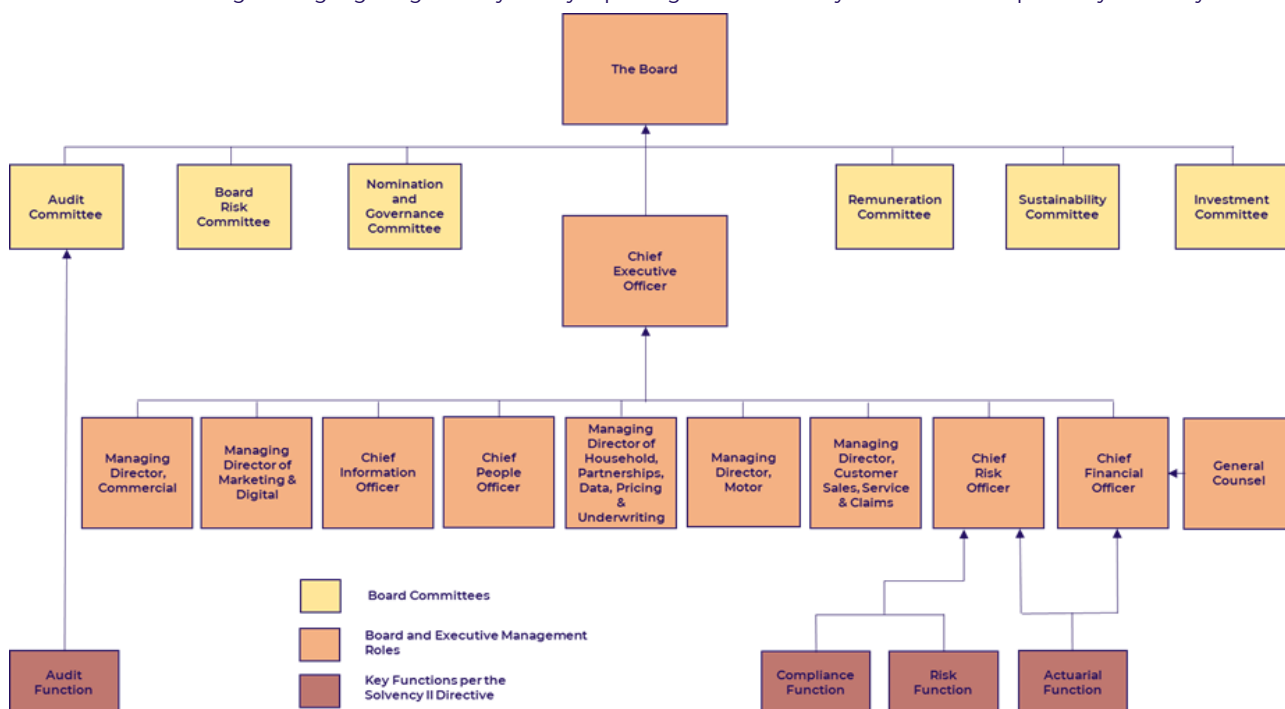 The Board
Audit
Committee
Board
Risk
Committee
Nomination
and
Governance
Committee
Remuneration
Committee
Sustainability
Committee
Investment
Committee
Chief
Executive
Officer
Managing
Director,
Commercial
Managing
Director of
Marketing &
Digital
Chief
Information
Officer
Chief
People
Officer
Managing
Director of
Household,
Partnerships,
Data, Pricing
&
Underwriting
Managing
Director,
Motor
Managing
Director,
Customer
Sales, Service
& Claims
Chief
Risk
Officer
Chief
Financial
Officer
General
Counsel
Board Committees
Board and Executive Management
Roles
Key Functions per the
Solvency II Directive
Audit
Function
Compliance
Function
Risk
Function
Actuarial
Function